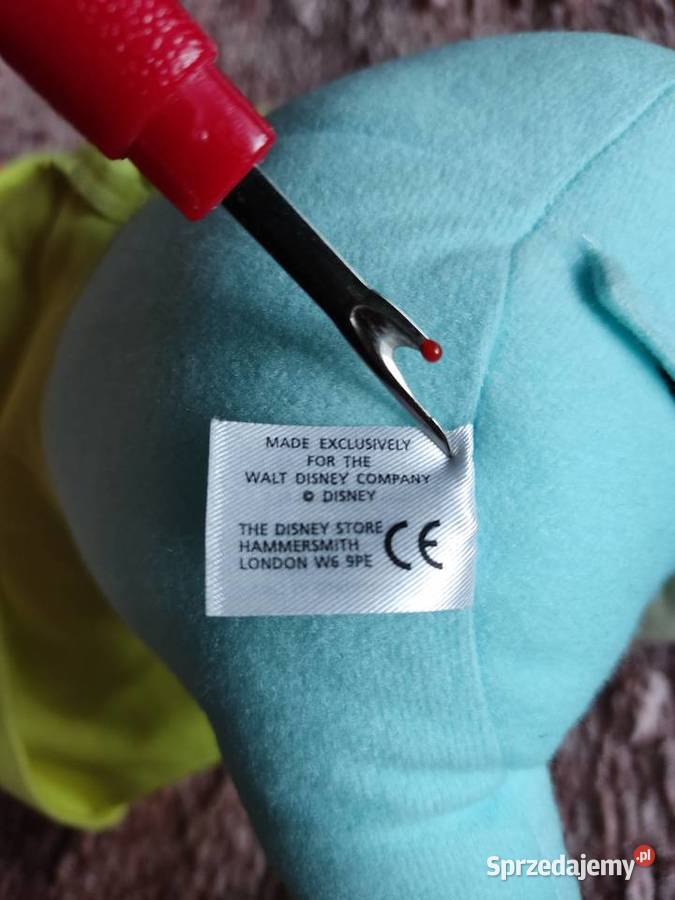 MADE EXCLUSIVELY
FOR THE
WALT DISNEY COMPANY
© DISNEY
THE DISNEY STORE
HAMMERSMITH
LONDON W6 9PE
CE
Sprzedajemy.pl